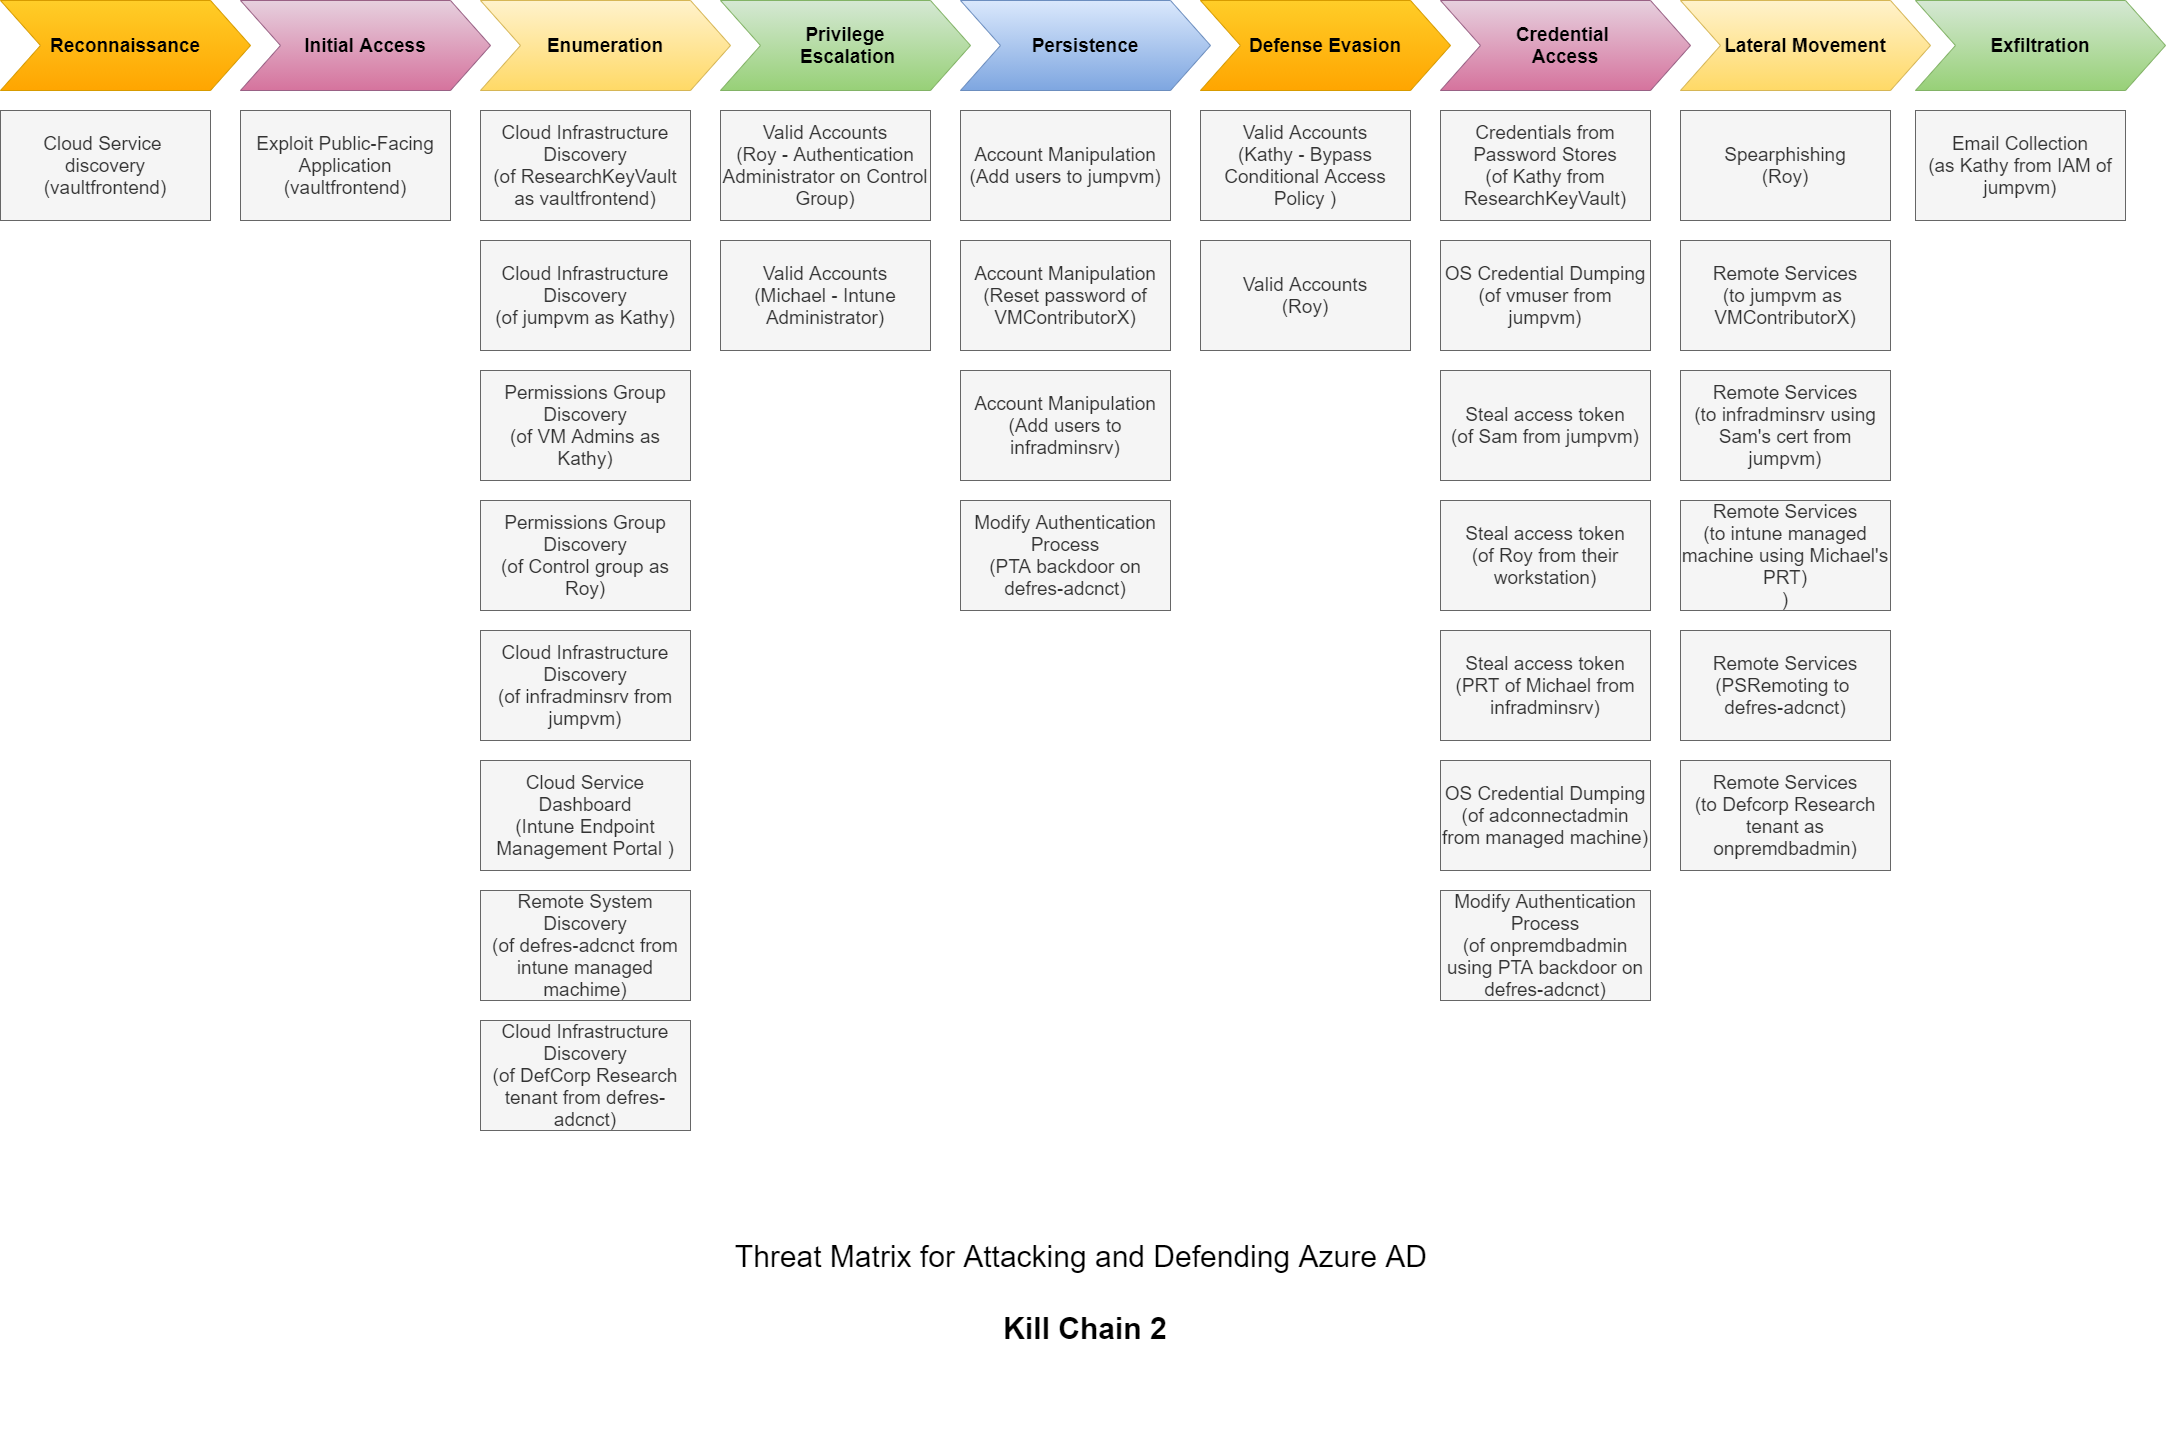 Reconnaissance
Initial Access
Enumeration
Privilege
Escalation
Persistence
Defense Evasion
Credential
Access
Lateral Movement
Exfiltration
Cloud Service
discovery
(vaultfrontend)
Exploit Public-Facing
Application
(vaultfrontend)
Cloud Infrastructure
Discovery
(of ResearchKeyVault
as vaultfrontend)
Valid Accounts
(Roy - Authentication
Administrator on Control
Group)
Account Manipulation
(Add users to jumpvm)
Valid Accounts
(Kathy - Bypass
Conditional Access
Policy )
Credentials from
Password Stores
(of Kathy from
ResearchKeyVault)
Spearphishing
(Roy)
Email Collection
(as Kathy from IAM of
jumpvm)
Cloud Infrastructure
Discovery
(of jumpvm as Kathy)
Valid Accounts
(Michael - Intune
Administrator)
Account Manipulation
(Reset password of
VMContributorX)
Valid Accounts
(Roy)
OS Credential Dumping
(of vmuser from
jumpvm)
Remote Services
(to jumpvm as
VMContributorX)
Permissions Group
Discovery
(of VM Admins as
Kathy)
Account Manipulation
(Add users to
infradminsrv)
Steal access token
(of Sam from jumpvm)
Remote Services
(to infradminsrv using
Sam's cert from
jumpvm)
Permissions Group
Discovery
(of Control group as
Roy)
Modify Authentication
Process
(PTA backdoor on
defres-adcnct)
Steal access token
(of Roy from their
workstation)
Remote Services
(to intune managed
machine using Michael's
PRT)
)
Cloud Infrastructure
Discovery
(of infradminsrv from
jumpvm)
Steal access token
(PRT of Michael from
infradminsrv)
Remote Services
(PSRemoting to
defres-adcnct)
Cloud Service
Dashboard
(Intune Endpoint
Management Portal )
OS Credential Dumping
(of adconnectadmin
from managed machine)
Remote Services
(to Defcorp Research
tenant as
onpremdbadmin)
Remote System
Discovery
(of defres-adcnct from
intune managed
machime)
Modify Authentication
Process
(of onpremdbadmin
using PTA backdoor on
defres-adcnct)
Cloud Infrastructure
Discovery
(of DefCorp Research
tenant from defres-
adcnct)
Threat Matrix for Attacking and Defending Azure AD
Kill Chain 2